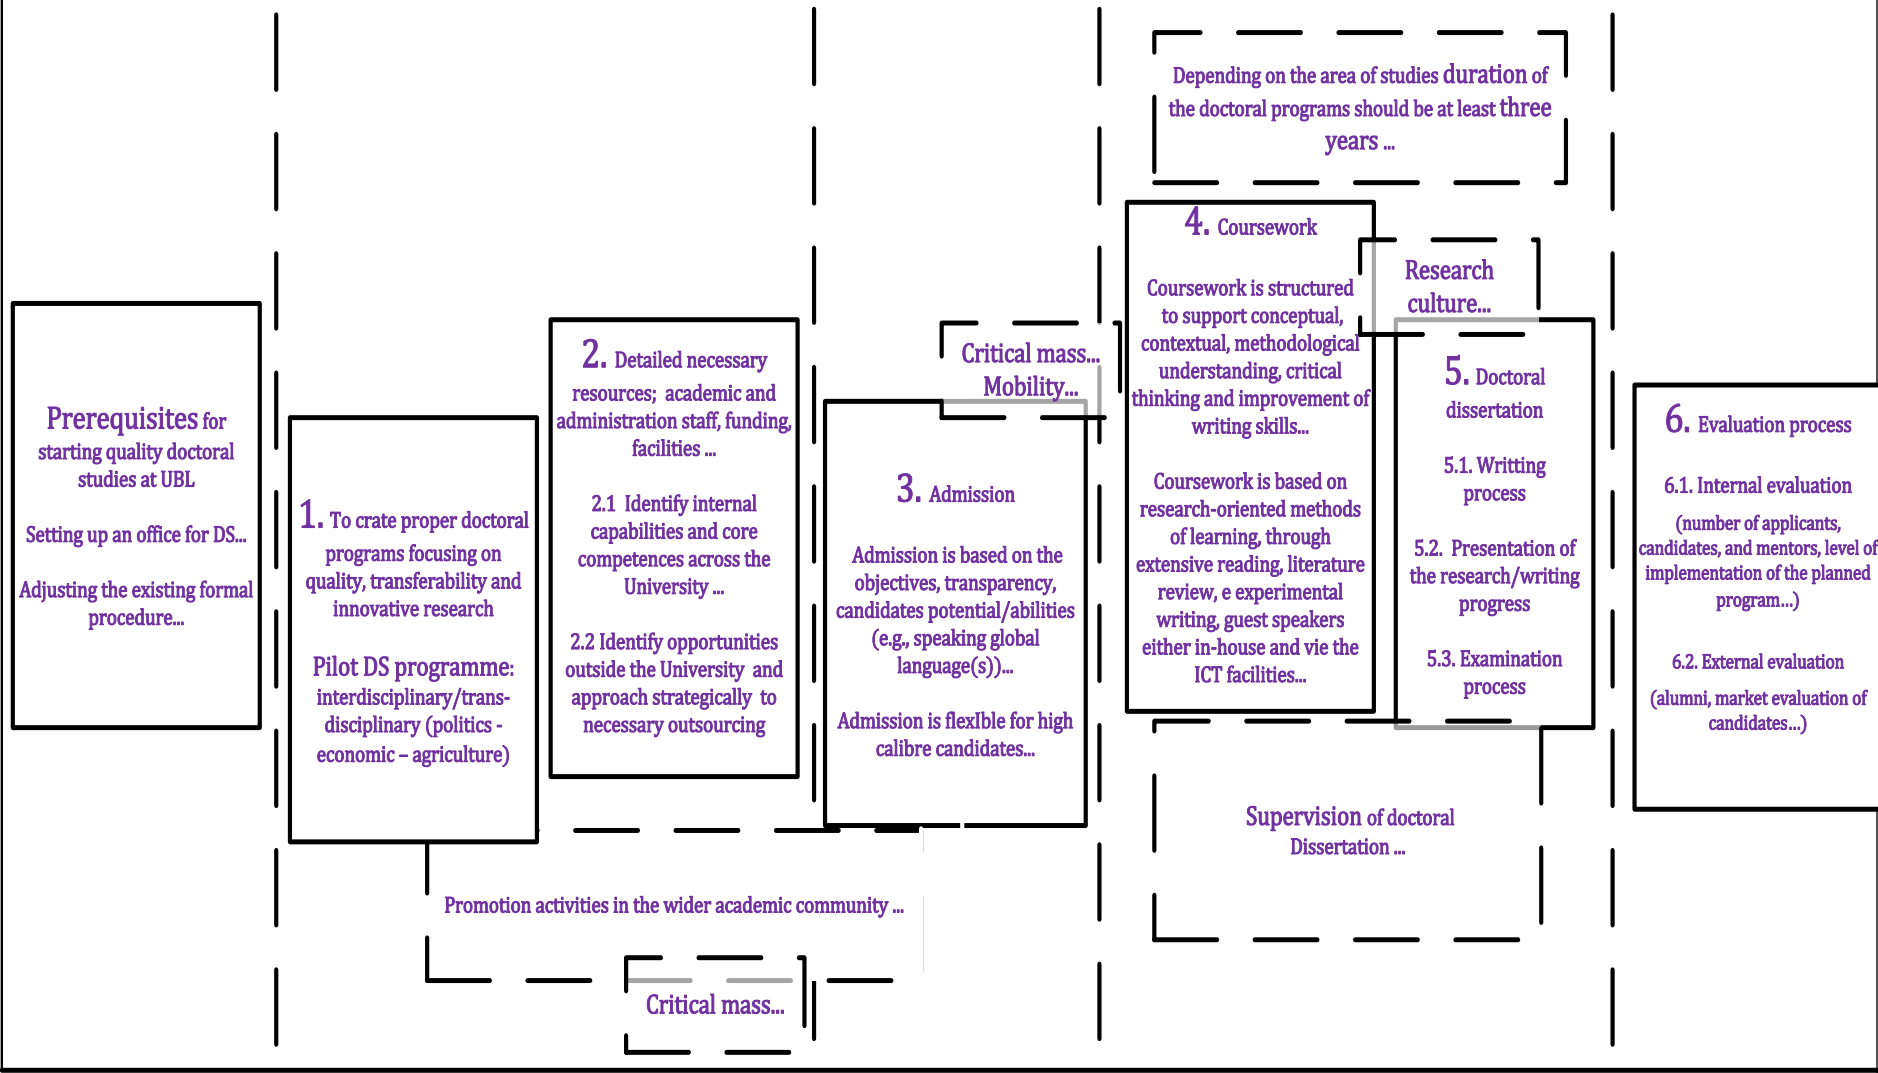 Prerequisites for
starting quality doctoral
studies at UBL
Setting up an office for DS...
Adjusting the existing formal
procedure...
1. To crate proper doctoral
programs focusing on
quality, transferability and
innovative research
Pilot DS programme:
interdisciplinary/trans-
disciplinary (politics -
economic – agriculture)
2. Detailed necessary
resources; academic and
administration staff, funding,
facilities ...
2.1 Identify internal
capabilities and core
competences across the
University ...
2.2 Identify opportunities
outside the University and
approach strategically to
necessary outsourcing
Promotion activities in the wider academic community ...
Critical mass...
Critical mass...
Mobility...
3. Admission
Admission is based on the
objectives, transparency,
candidates potential/abilities
(e.g., speaking global
language(s))...
Admission is flexIble for high
calibre candidates...
Depending on the area of studies duration of
the doctoral programs should be at least three
years ...
4. Coursework
Coursework is structured
to support conceptual,
contextual, methodological
understanding, critical
thinking and improvement of
writing skills...
Coursework is based on
research-oriented methods
of learning, through
extensive reading, literature
review, e experimental
writing, guest speakers
either in-house and vie the
ICT facilities...
Research
culture...
5. Doctoral
dissertation
5.1. Writting
process
5.2. Presentation of
the research/writing
progress
5.3. Examination
process
Supervision of doctoral
Dissertation ...
6. Evaluation process
6.1. Internal evaluation
(number of applicants,
candidates, and mentors, level of
implementation of the planned
program...)
6.2. External evaluation
(alumni, market evaluation of
candidates...)